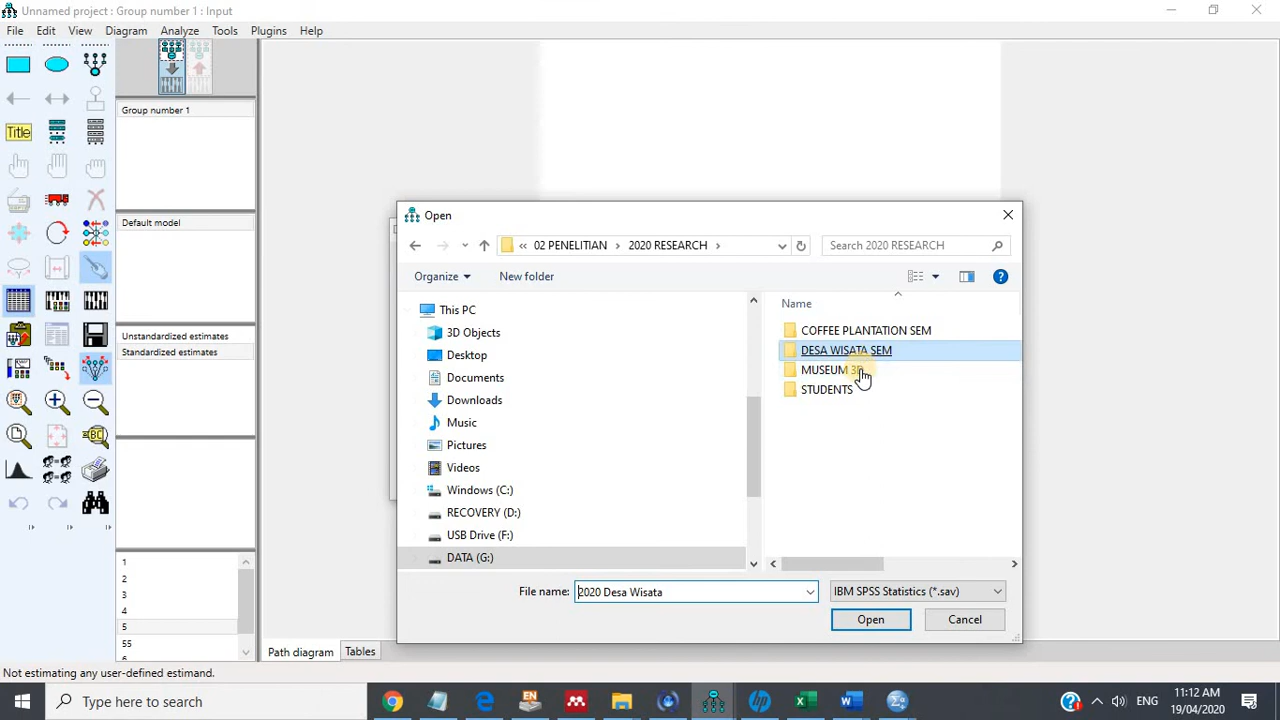 Unnamed project : Group number 1 : Input
File Edit View Diagram Analyze Tools Plugins Help
Title
Group number 1
Default model
Unstandardized estimates
Standardized estimates
ABC
1
2
3
4
5
55
Path diagram Tables
Not estimating any user-defined estimand.
Open
« 02 PENELITIAN › 2020 RESEARCH ›
Search 2020 RESEARCH
Organize New folder
This PC
3D Objects
Desktop
Documents
Downloads
Music
Pictures
Videos
Windows (C:)
RECOVERY (D:)
USB Drive (F:)
DATA (G:)
Name
COFFEE PLANTATION SEM
DESA WISATA SEM
MUSEUM
STUDENTS
File name: 2020 Desa Wisata
IBM SPSS Statistics (*.sav)
Open Cancel
Type here to search
EN
ENG
11:12 AM
19/04/2020